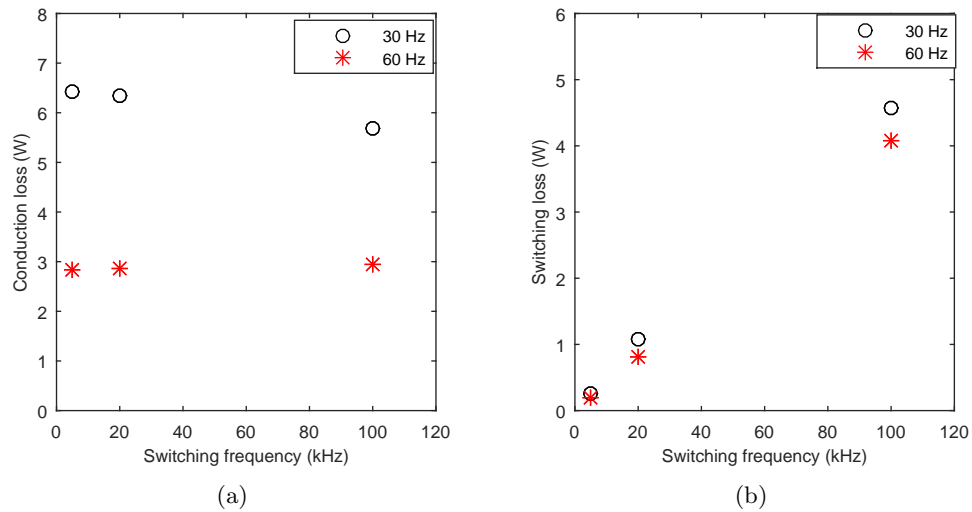 8
7
6
5
4
3
2
1
0
0 20 40 60 80 100 120
Conduction loss (W)
Switching frequency (kHz)
30 Hz
60 Hz
(a)
6
5
4
3
2
1
0
0 20 40 60 80 100 120
Switching loss (W)
Switching frequency (kHz)
30 Hz
60 Hz
(b)